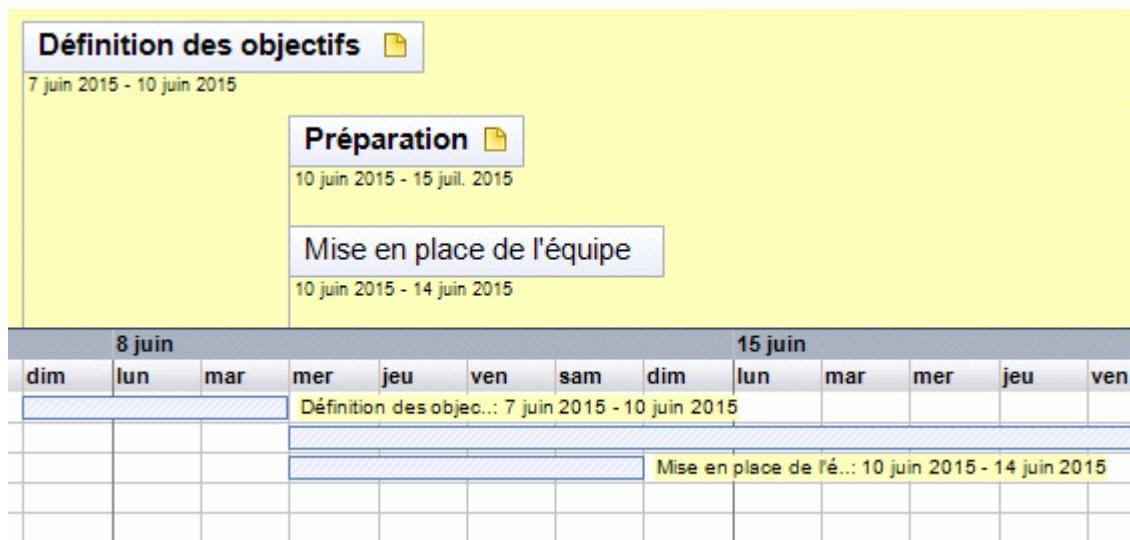 Définition des objectifs
7 juin 2015 - 10 juin 2015
Préparation
10 juin 2015 - 15 juil. 2015
Mise en place de l'équipe
10 juin 2015 - 14 juin 2015
8 juin 15 juin
dim lun mar mer jeu ven sam dim lun mar mer jeu ven
Définition des objec..: 7 juin 2015 - 10 juin 2015
Mise en place de l'é..: 10 juin 2015 - 14 juin 2015